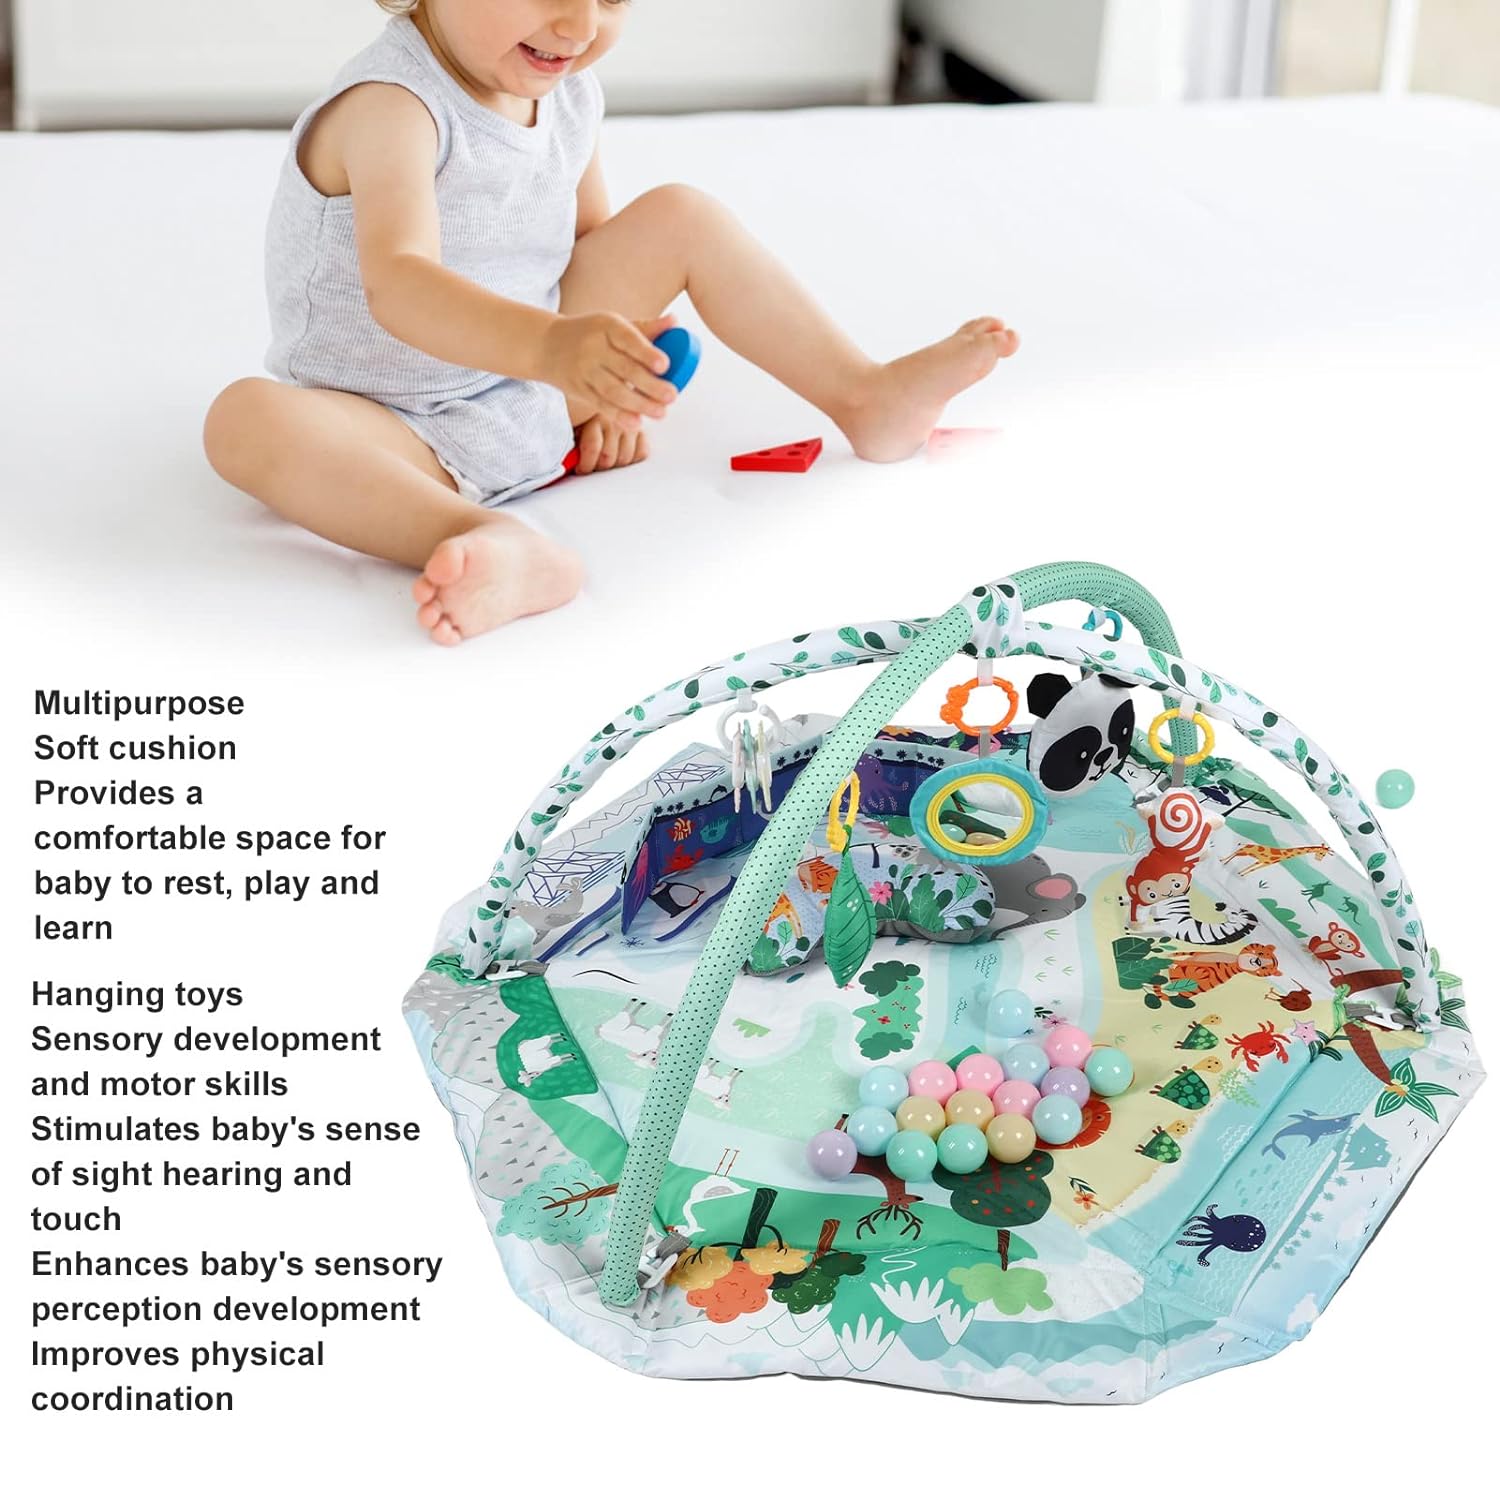 Multipurpose
Soft cushion
Provides a
comfortable space for
baby to rest, play and
learn
Hanging toys
Sensory development
and motor skills
Stimulates baby's sense
of sight hearing and
touch
Enhances baby's sensory
perception development
Improves physical
coordination